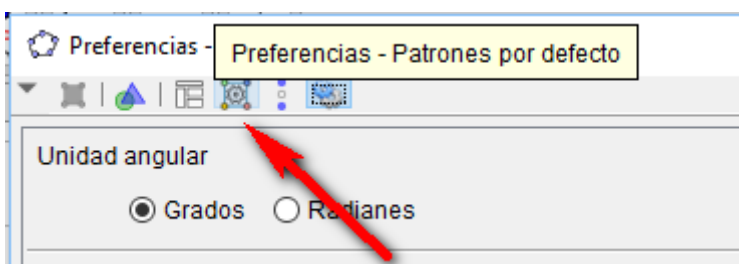 Preferencias -
Preferencias - Patrones por defecto
Unidad angular
Grados
Radianes